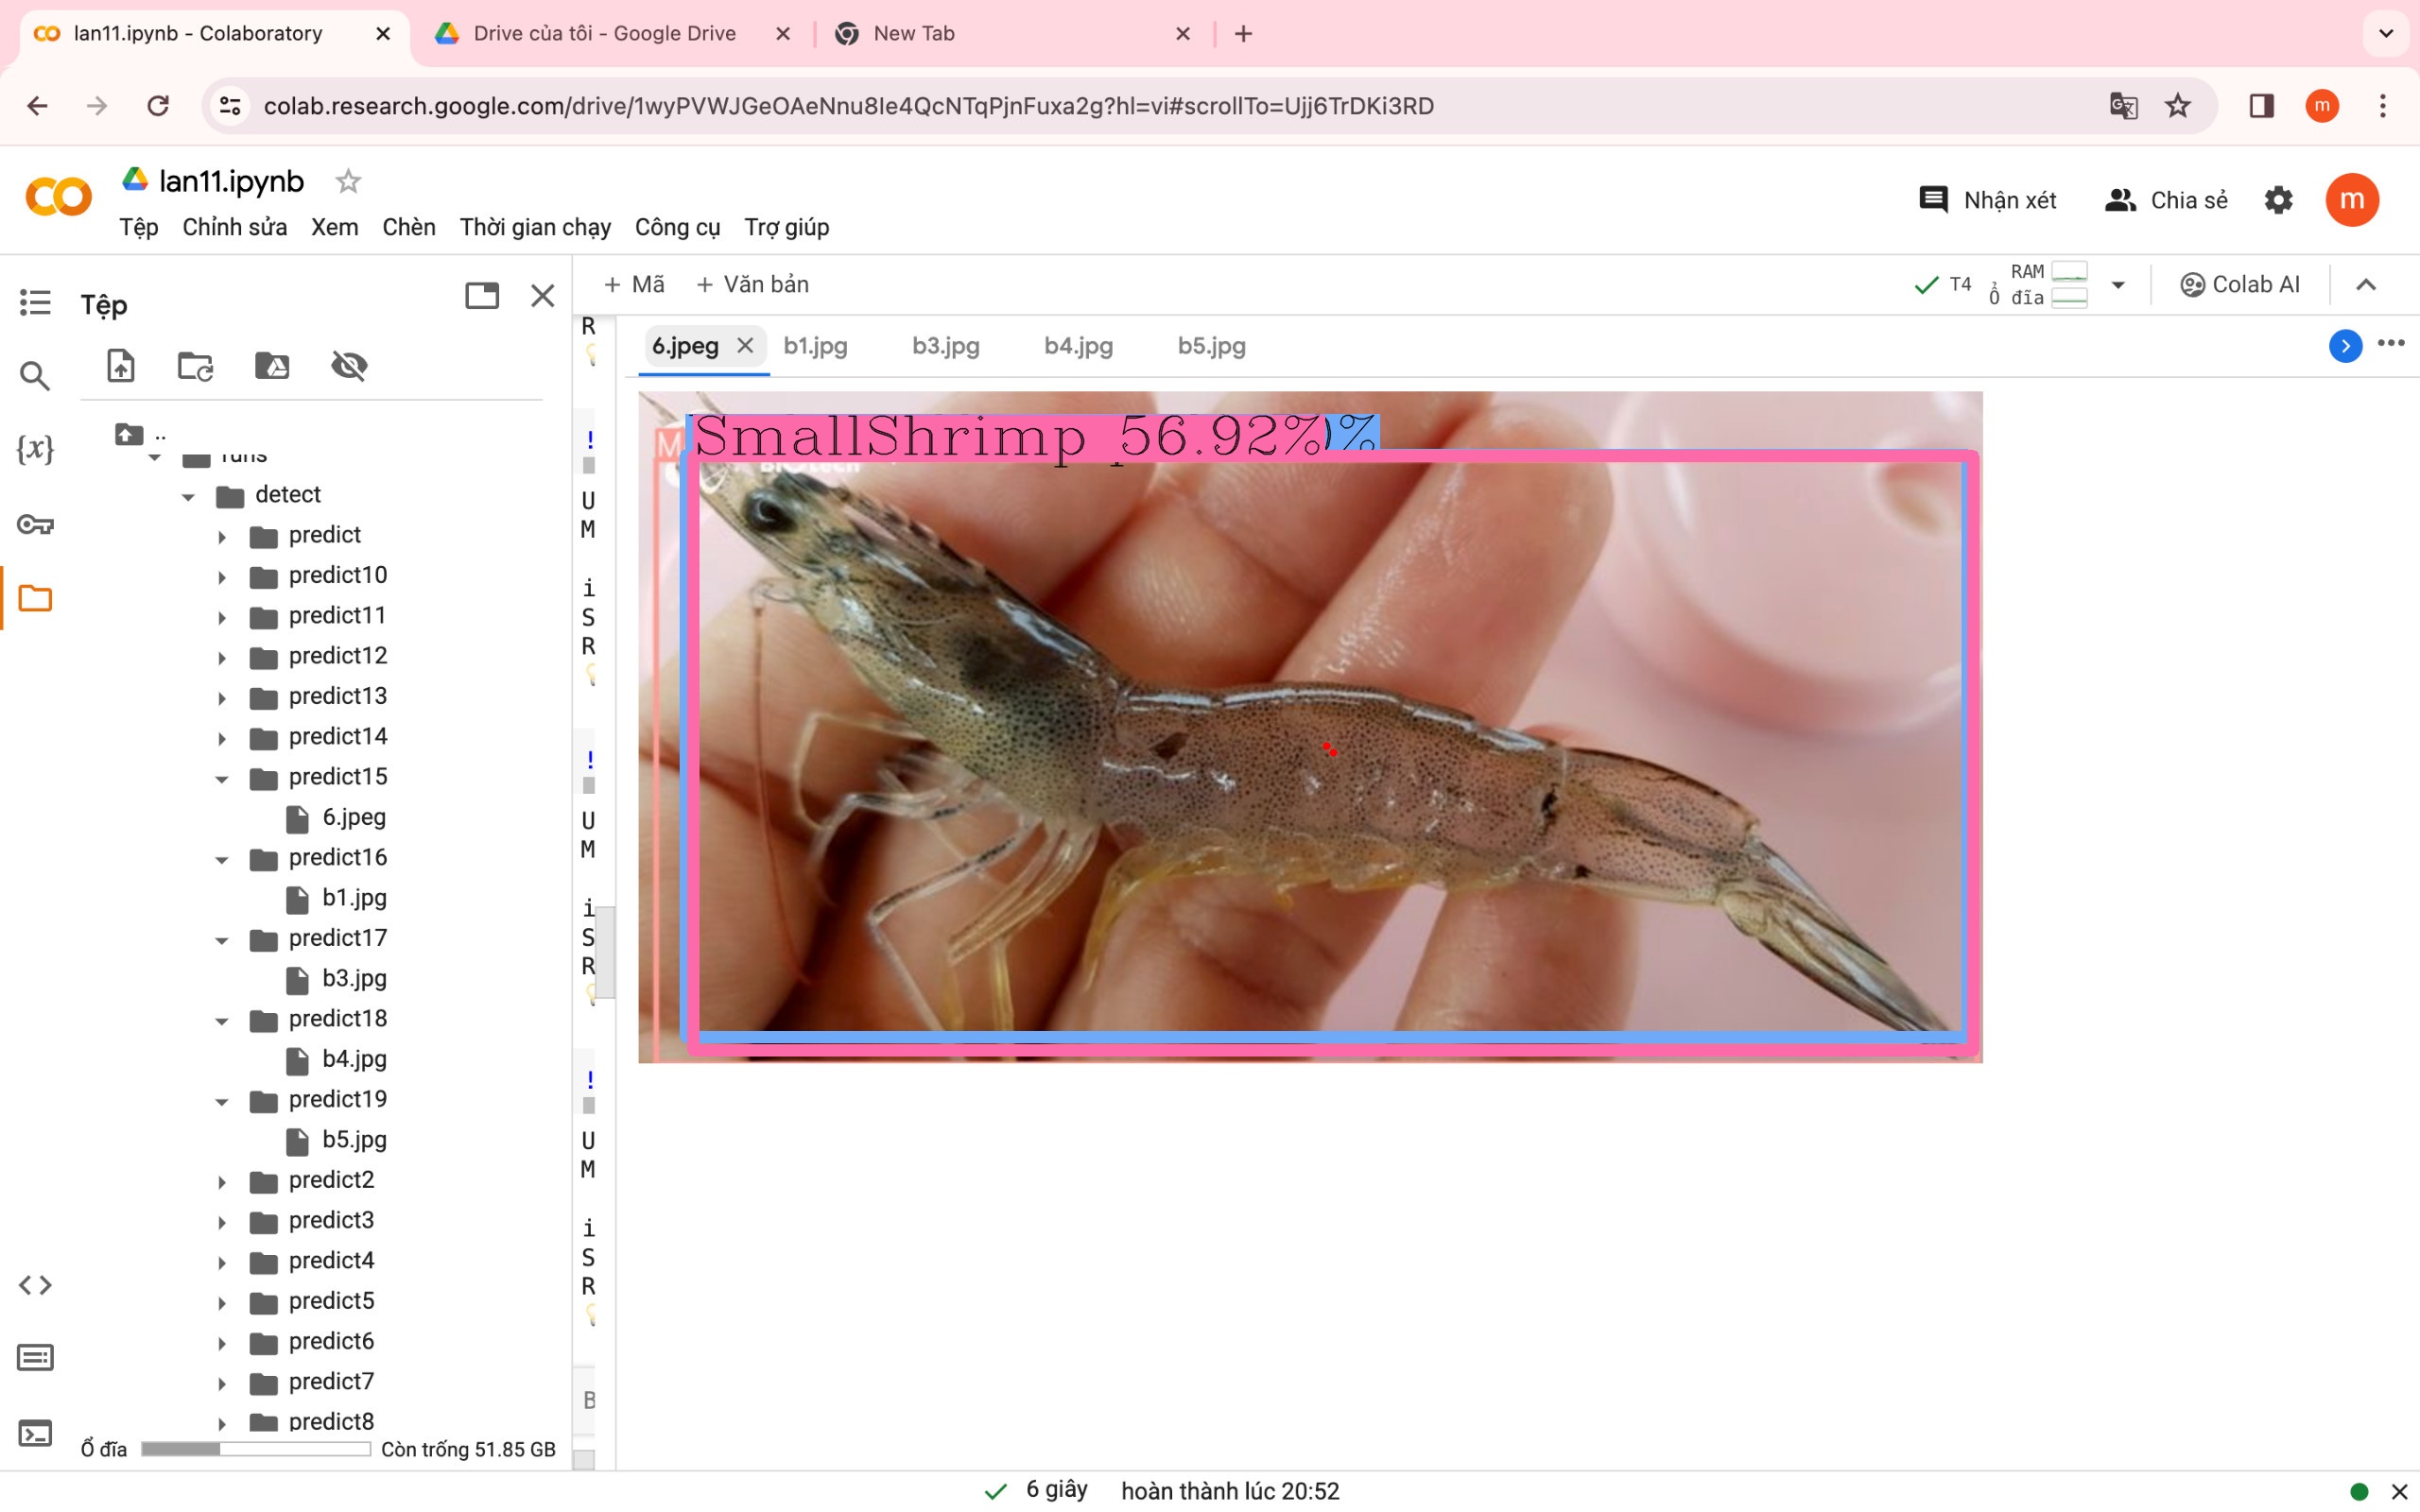 lan11.ipynb - Colaboratory
Drive của tôi - Google Drive
New Tab
colab.research.google.com/drive/1wyPVWJGeOAeNnu8Ie4QcNTqPjnFuxa2g?hl=vi#scrollTo=Ujj6TrDKi3RD
m
lan11.ipynb
Tệp Chỉnh sửa Xem Chèn Thời gian chạy Công cụ Trợ giúp
Nhận xét
Chia sẻ
m
Tệp
+ Mã + Văn bản
T4
RAM
Ổ đĩa
Colab AI
6.jpeg b1.jpg b3.jpg b4.jpg b5.jpg
{x}
..
runs
detect
predict
predict10
predict11
predict12
predict13
predict14
predict15
6.jpeg
predict16
b1.jpg
predict17
b3.jpg
predict18
b4.jpg
predict19
b5.jpg
predict2
predict3
predict4
predict5
predict6
predict7
predict8
Ổ đĩa
Còn trống 51.85 GB
R
!
U
M
i
S
R
!
U
M
i
S
R
!
U
M
i
S
R
B
M
SmallShrimp 56.92%)%
6 giây hoàn thành lúc 20:52